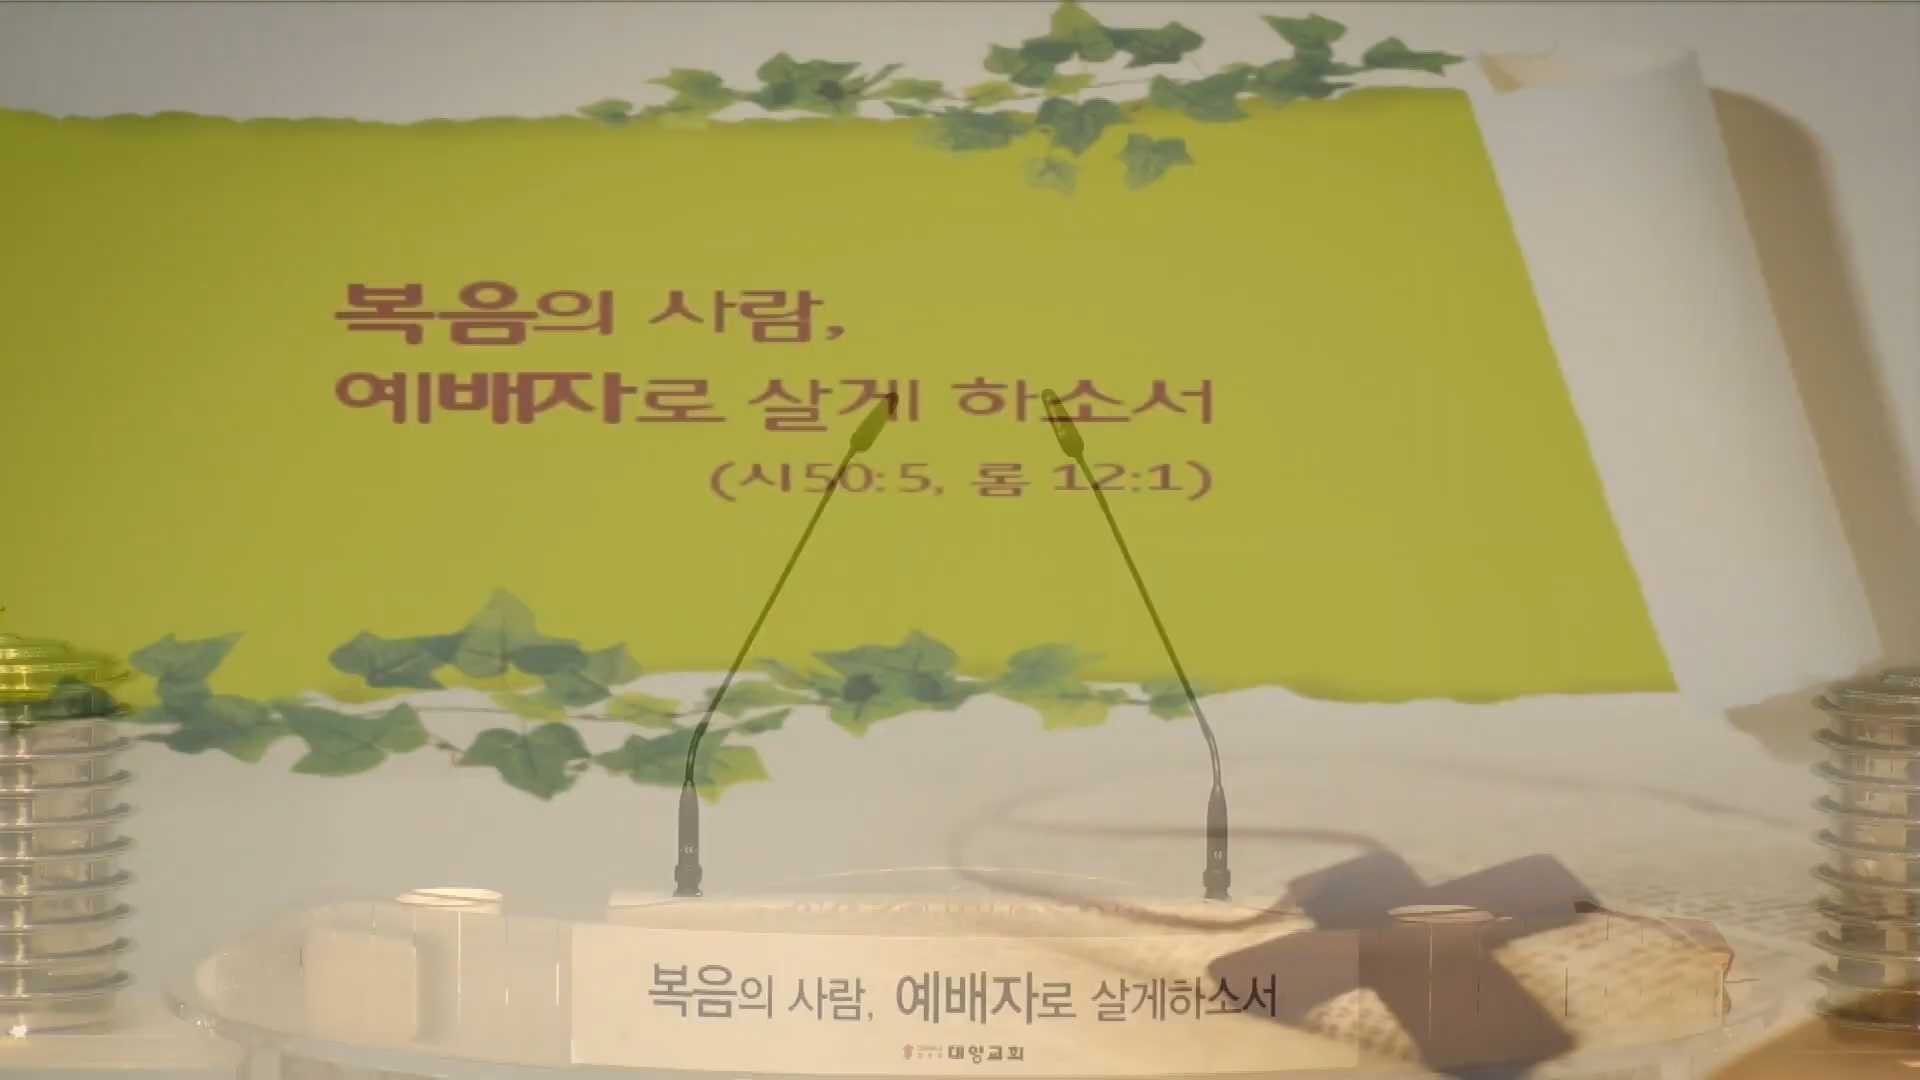 복음의 사람,
예배자로 살게 하소서
(시50:5, 롬 12:1)
복음의 사람, 예배자로 살게하소서
대양교회